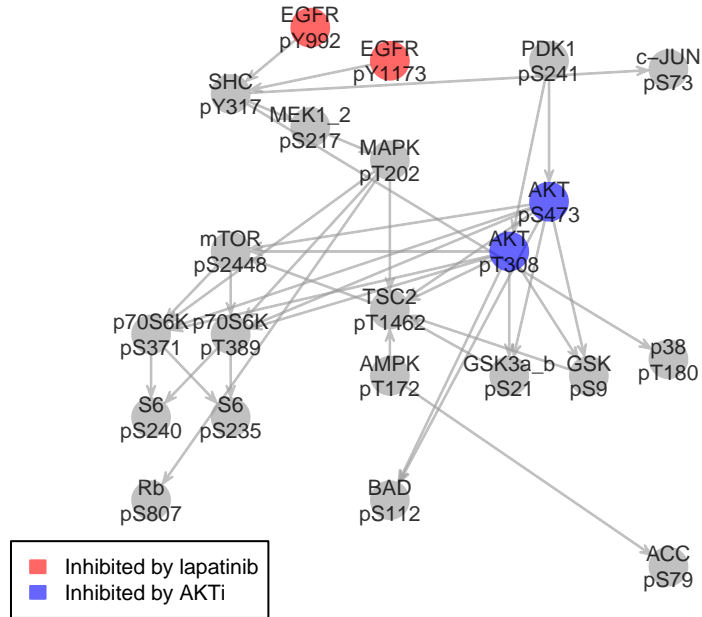 EGFR
pY992
EGFR
pY1173
PDK1
pS241
c−JUN
pS73
SHC
pY317
MEK1_2
pS217
MAPK
pT202
AKT
pS473
mTOR
pS2448
AKT
pT308
TSC2
pT1462
p70S6K
pS371
p70S6K
pT389
AMPK
pT172
GSK3a_b
pS21
GSK
pS9
p38
pT180
S6
pS240
S6
pS235
Rb
pS807
BAD
pS112
ACC
pS79
Inhibited by lapatinib
Inhibited by AKTi